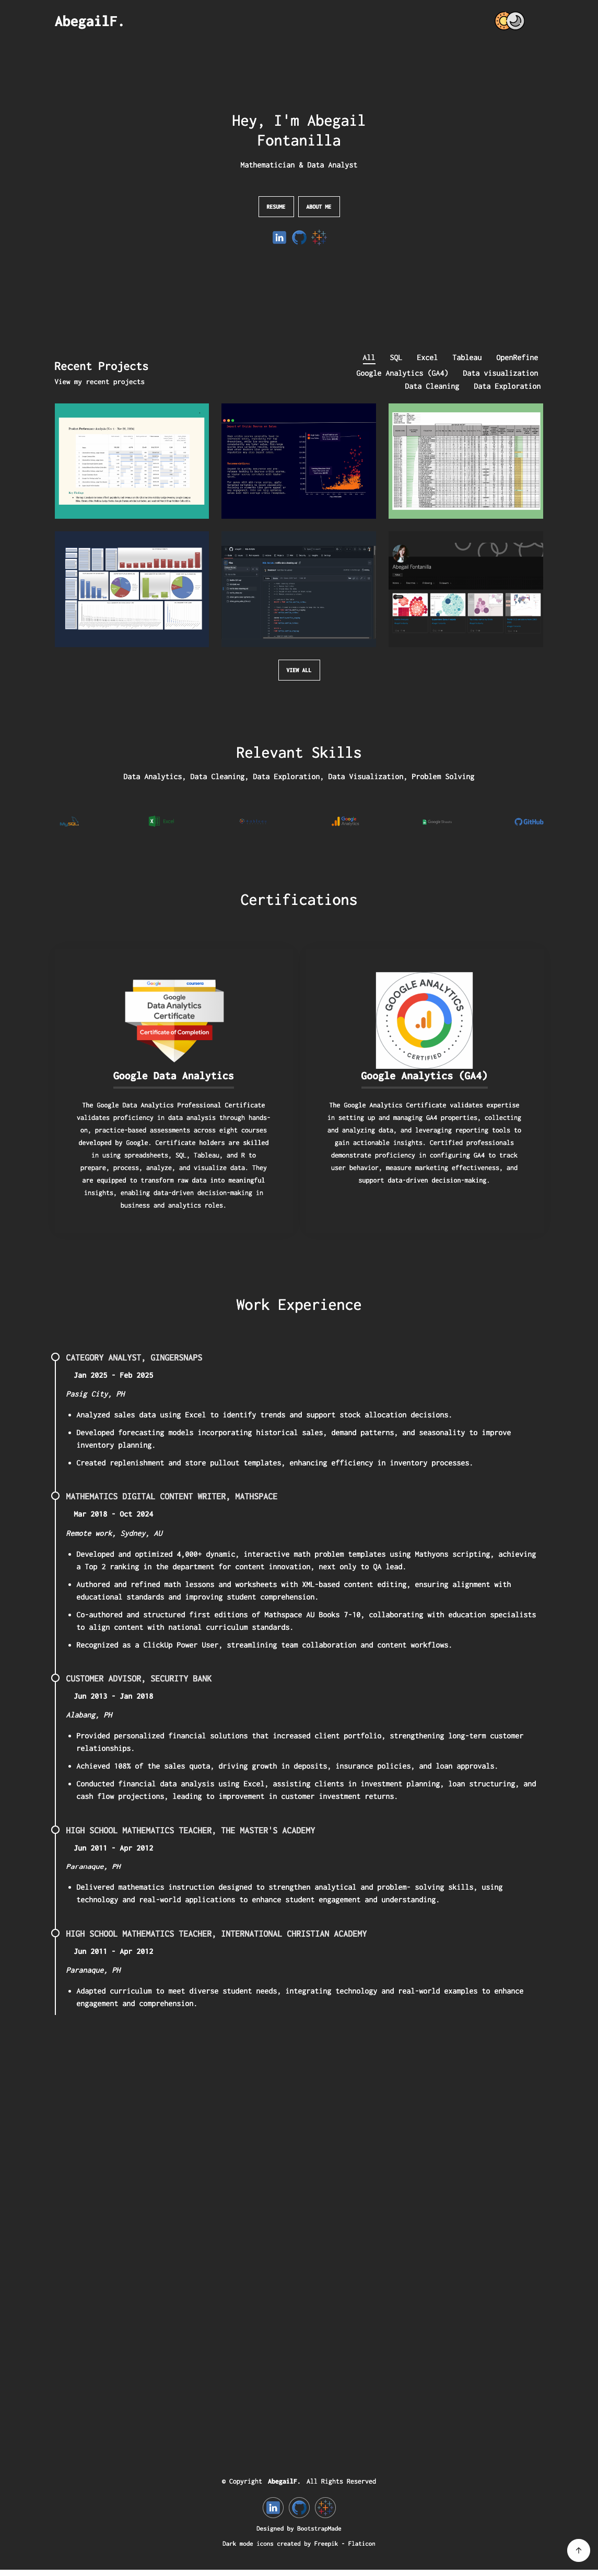 AbegailF.
Hey, I'm Abegail
Fontanilla
Mathematician & Data Analyst
RESUME
ABOUT ME
in
Recent Projects
View my recent projects
All SQL Excel Tableau OpenRefine
Google Analytics (GA4) Data visualization
Data Cleaning Data Exploration
Recommendations
Abegail Fontanilla
VIEW ALL
Relevant Skills
Data Analytics, Data Cleaning, Data Exploration, Data Visualization, Problem Solving
Google
Analytics
GitHub
Certifications
Google coursera
Google
Data Analytics
Certificate
Certificate of Completion
GOOGLE ANALYTICS
CERTIFIED
Google Data Analytics
The Google Data Analytics Professional Certificate
validates proficiency in data analysis through hands-
on, practice-based assessments across eight courses
developed by Google. Certificate holders are skilled
in using spreadsheets, SQL, Tableau, and R to
prepare, process, analyze, and visualize data. They
are equipped to transform raw data into meaningful
insights, enabling data-driven decision-making in
business and analytics roles.
Google Analytics (GA4)
The Google Analytics Certificate validates expertise
in setting up and managing GA4 properties, collecting
and analyzing data, and leveraging reporting tools to
gain actionable insights. Certified professionals
demonstrate proficiency in configuring GA4 to track
user behavior, measure marketing effectiveness, and
support data-driven decision-making.
Work Experience
CATEGORY ANALYST, GINGERSNAPS
Jan 2025 - Feb 2025
Pasig City, PH
• Analyzed sales data using Excel to identify trends and support stock allocation decisions.
• Developed forecasting models incorporating historical sales, demand patterns, and seasonality to improve
inventory planning.
• Created replenishment and store pullout templates, enhancing efficiency in inventory processes.
MATHEMATICS DIGITAL CONTENT WRITER, MATHSPACE
Mar 2018 - Oct 2024
Remote work, Sydney, AU
• Developed and optimized 4,000+ dynamic, interactive math problem templates using Mathyons scripting, achieving
a Top 2 ranking in the department for content innovation, next only to QA lead.
• Authored and refined math lessons and worksheets with XML-based content editing, ensuring alignment with
educational standards and improving student comprehension.
• Co-authored and structured first editions of Mathspace AU Books 7-10, collaborating with education specialists
to align content with national curriculum standards.
• Recognized as a ClickUp Power User, streamlining team collaboration and content workflows.
CUSTOMER ADVISOR, SECURITY BANK
Jun 2013 - Jan 2018
Alabang, PH
• Provided personalized financial solutions that increased client portfolio, strengthening long-term customer
relationships.
• Achieved 108% of the sales quota, driving growth in deposits, insurance policies, and loan approvals.
• Conducted financial data analysis using Excel, assisting clients in investment planning, loan structuring, and
cash flow projections, leading to improvement in customer investment returns.
HIGH SCHOOL MATHEMATICS TEACHER, THE MASTER'S ACADEMY
Jun 2011 - Apr 2012
Paranaque, PH
• Delivered mathematics instruction designed to strengthen analytical and problem- solving skills, using
technology and real-world applications to enhance student engagement and understanding.
HIGH SCHOOL MATHEMATICS TEACHER, INTERNATIONAL CHRISTIAN ACADEMY
Jun 2011 - Apr 2012
Paranaque, PH
• Adapted curriculum to meet diverse student needs, integrating technology and real-world examples to enhance
engagement and comprehension.
© Copyright AbegailF. All Rights Reserved
in
Designed by BootstrapMade
Dark mode icons created by Freepik - Flaticon